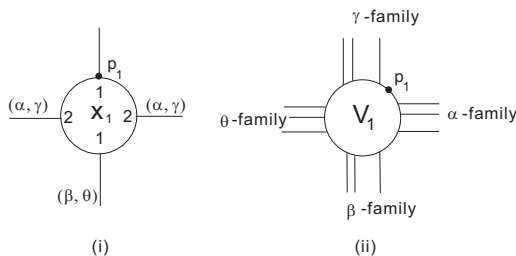 γ -family
p1
p1
(α, γ) 1 (α, γ)
2 X1 2
1
θ-family V1 α -family
(β, θ)
β -family
(i) (ii)